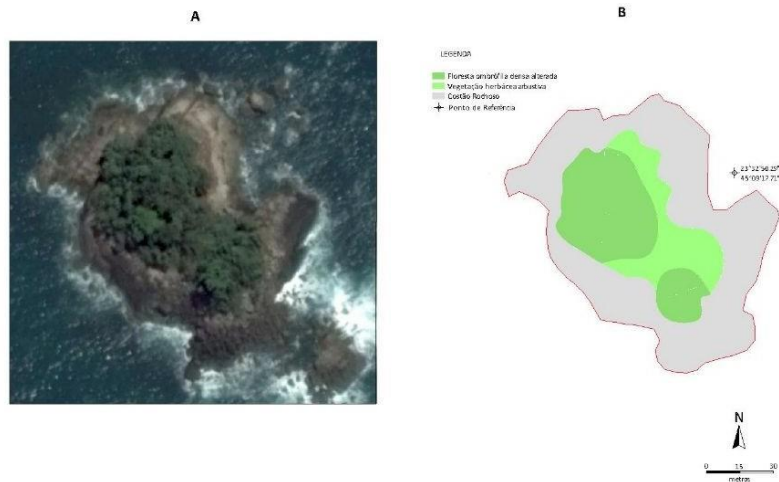 A
B
LEGENDA
Floresta ombrófila densa alterada
Vegetação herbácea arbustiva
Costão Rochoso
Ponto de Referência
N
0 15 30
metros